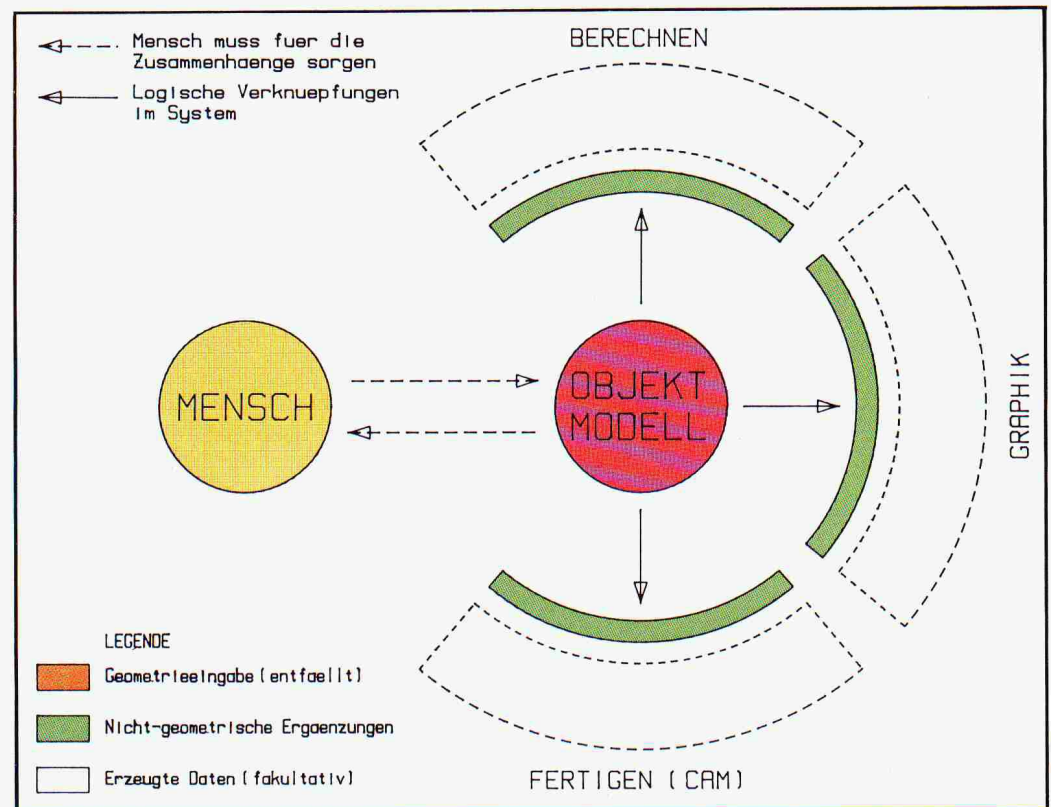 Mensch muss fuer die
Zusammenhaenge sorgen
Logische Verknuepfungen
im System
BERECHNEN
MENSCH
OBJEKT
MODELL
GRAPHIK
LEGENDE
Geometrieeingabe (entfaellt)
Nicht-geometrische Ergaenzungen
Erzeugte Daten (fakultativ)
FERTIGEN (CAM)